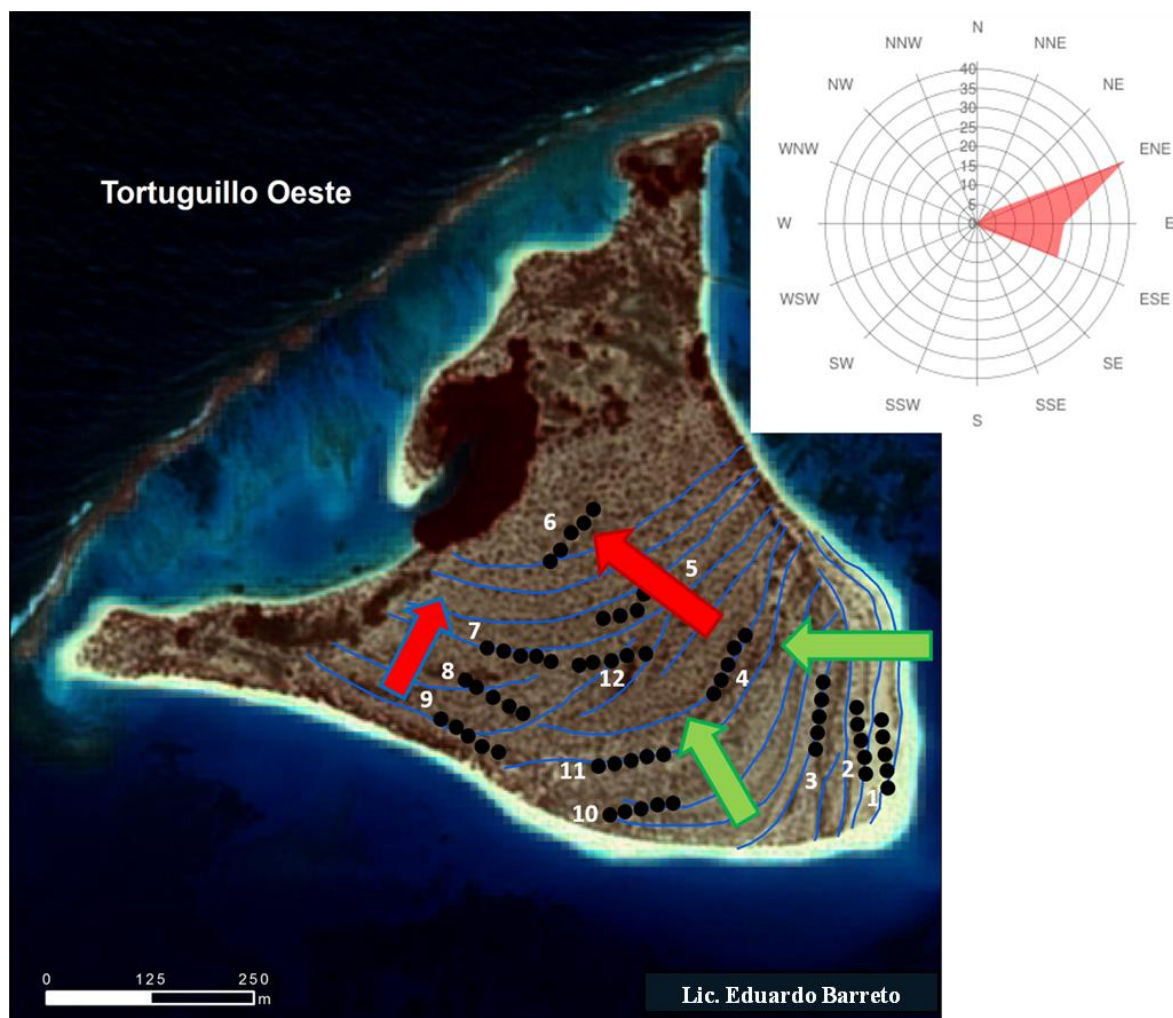 Tortuguillo Oeste
N
NNE
NE
ENE
E
ESE
SE
SSE
S
SSW
SW
WSW
W
WNW
NW
NNW
40
35
30
25
20
15
10
5
0
6
5
7
8
12
4
9
11
3
2
1
10
0 125 250
m
Lic. Eduardo Barreto